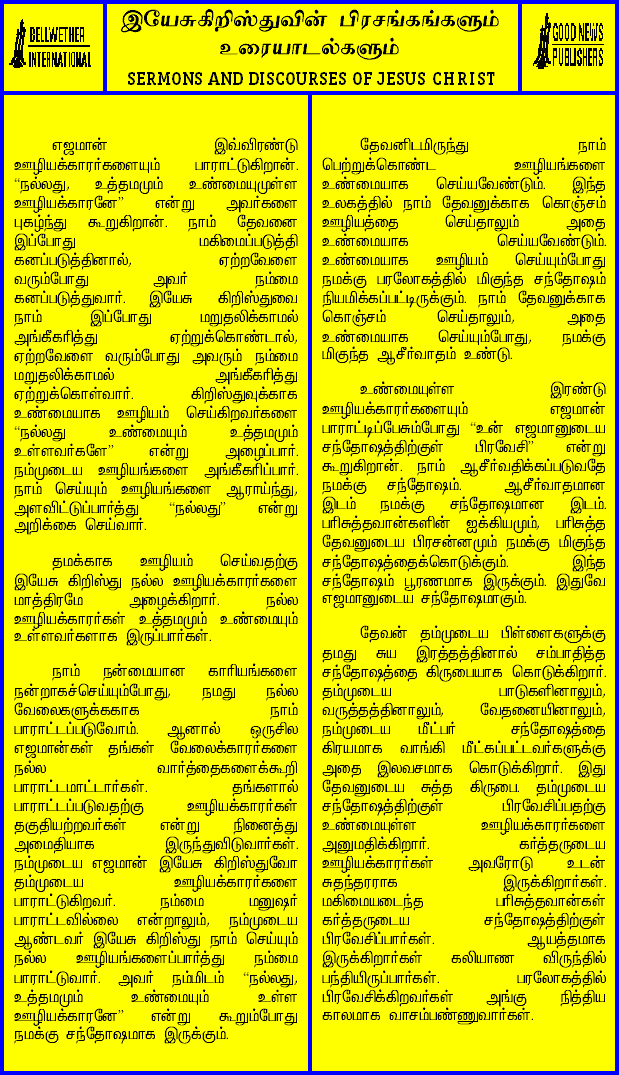 BELLWETHER
INTERNATIONAL
இயேசுகிறிஸ்துவின் பிரசங்கங்களும்
உரையாடல்களும்
SERMONS AND DISCOURSES OF JESUS CHRIST
GOOD NEWS
PUBLISHERS
எஜமான் இவ்விரண்டு
ஊழியக்காரர்களையும் பாராட்டுகிறான்.
“நல்லது, உத்தமமும் உண்மையுமுள்ள
ஊழியக்காரனே” என்று அவர்களை
புகழ்ந்து கூறுகிறான். நாம் தேவனை
இப்போது மகிமைப்படுத்தி
கனப்படுத்தினால், ஏற்றவேளை
வரும்போது அவர் நம்மை
கனப்படுத்துவார். இயேசு கிறிஸ்துவை
நாம் இப்போது மறுதலிக்காமல்
அங்கீகரித்து ஏற்றுக்கொண்டால்,
ஏற்றவேளை வரும்போது அவரும் நம்மை
மறுதலிக்காமல் அங்கீகரித்து
ஏற்றுக்கொள்வார். கிறிஸ்துவுக்காக
உண்மையாக ஊழியம் செய்கிறவர்களை
“நல்லது உண்மையும் உத்தமமும்
உள்ளவர்களே” என்று அழைப்பார்.
நம்முடைய ஊழியங்களை அங்கீகரிப்பார்.
நாம் செய்யும் ஊழியங்களை ஆராய்ந்து,
அளவிட்டுப்பார்த்து “நல்லது” என்று
அறிக்கை செய்வார்.
தமக்காக ஊழியம் செய்வதற்கு
இயேசு கிறிஸ்து நல்ல ஊழியக்காரர்களை
மாத்திரமே அழைக்கிறார். நல்ல
ஊழியக்காரர்கள் உத்தமமும் உண்மையும்
உள்ளவர்களாக இருப்பார்கள்.
நாம் நன்மையான காரியங்களை
நன்றாகச்செய்யும்போது, நமது நல்ல
வேலைகளுக்ககாக நாம்
பாராட்டப்படுவோம். ஆனால் ஒருசில
எஜமான்கள் தங்கள் வேலைக்காரர்களை
நல்ல வார்த்தைகளைக்கூறி
பாராட்டமாட்டார்கள். தங்களால்
பாராட்டப்படுவதற்கு ஊழியக்காரர்கள்
தகுதியற்றவர்கள் என்று நினைத்து
அமைதியாக இருந்துவிடுவார்கள்.
நம்முடைய எஜமான் இயேசு கிறிஸ்துவோ
தம்முடைய ஊழியக்காரர்களை
பாராட்டுகிறவர். நம்மை மனுஷர்
பாராட்டவில்லை என்றாலும், நம்முடைய
ஆண்டவர் இயேசு கிறிஸ்து நாம் செய்யும்
நல்ல ஊழியங்களைப்பார்த்து நம்மை
பாராட்டுவார். அவர் நம்மிடம் “நல்லது,
உத்தமமும் உண்மையும் உள்ள
ஊழியக்காரனே” என்று கூறும்போது
நமக்கு சந்தோஷமாக இருக்கும்.
தேவனிடமிருந்து நாம்
பெற்றுக்கொண்ட ஊழியங்களை
உண்மையாக செய்யவேண்டும். இந்த
உலகத்தில் நாம் தேவனுக்காக கொஞ்சம்
ஊழியத்தை செய்தாலும் அதை
உண்மையாக செய்யவேண்டும்.
உண்மையாக ஊழியம் செய்யும்போது
நமக்கு பரலோகத்தில் மிகுந்த சந்தோஷம்
நியமிக்கப்பட்டிருக்கும். நாம் தேவனுக்காக
கொஞ்சம் செய்தாலும், அதை
உண்மையாக செய்யும்போது, நமக்கு
மிகுந்த ஆசீர்வாதம் உண்டு.
உண்மையுள்ள இரண்டு
ஊழியக்காரர்களையும் எஜமான்
பாராட்டிப்பேசும்போது “உன் எஜமானுடைய
சந்தோஷத்திற்குள் பிரவேசி” என்று
கூறுகிறான். நாம் ஆசீர்வதிக்கப்படுவதே
நமக்கு சந்தோஷம். ஆசீர்வாதமான
இடம் நமக்கு சந்தோஷமான இடம்.
பரிசுத்தவான்களின் ஐக்கியமும், பரிசுத்த
தேவனுடைய பிரசன்னமும் நமக்கு மிகுந்த
சந்தோஷத்தைக்கொடுக்கும். இந்த
சந்தோஷம் பூரணமாக இருக்கும். இதுவே
எஜமானுடைய சந்தோஷமாகும்.
தேவன் தம்முடைய பிள்ளைகளுக்கு
தமது சுய இரத்தத்தினால் சம்பாதித்த
சந்தோஷத்தை கிருபையாக கொடுக்கிறார்.
தம்முடைய பாடுகளினாலும்,
வருத்தத்தினாலும், வேதனையினாலும்,
நம்முடைய மீட்பர் சந்தோஷத்தை
கிரயமாக வாங்கி மீட்கப்பட்டவர்களுக்கு
அதை இலவசமாக கொடுக்கிறார். இது
தேவனுடைய சுத்த கிருபை. தம்முடைய
சந்தோஷத்திற்குள் பிரவேசிப்பதற்கு
உண்மையுள்ள ஊழியக்காரர்களை
அனுமதிக்கிறார். கர்த்தருடைய
ஊழியக்காரர்கள் அவரோடு உடன்
சுதந்தரராக இருக்கிறார்கள்.
மகிமையடைந்த பரிசுத்தவான்கள்
கர்த்தருடைய சந்தோஷத்திற்குள்
பிரவேசிப்பார்கள். ஆயத்தமாக
இருக்கிறார்கள் கலியாண விருந்தில்
பந்தியிருப்பார்கள். பரலோகத்தில்
பிரவேசிக்கிறவர்கள் அங்கு நித்திய
காலமாக வாசம்பண்ணுவார்கள்.